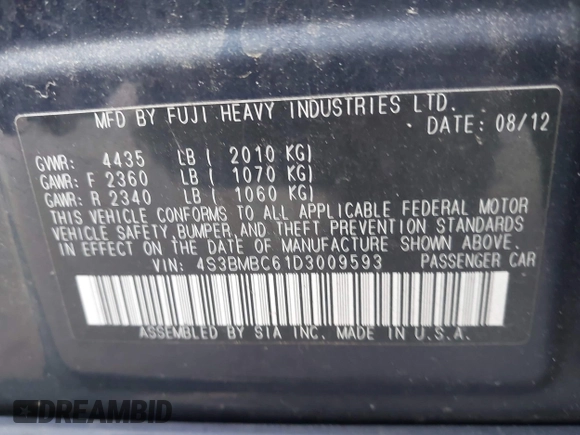 MFD BY FUJI HEAVY INDUSTRIES LTD.
DATE: 08/12
GVWR: 4435 LB ( 2010 KG)
GAWR: F 2360 LB ( 1070 KG)
GAWR: R 2340 LB ( 1060 KG)
THIS VEHICLE CONFORMS TO ALL APPLICABLE FEDERAL MOTOR
VEHICLE SAFETY, BUMPER, AND THEFT PREVENTION STANDARDS
IN EFFECT ON THE DATE OF MANUFACTURE SHOWN ABOVE.
VIN: 4S3BMBC61D3009593 PASSENGER CAR
ASSEMBLED BY SIA INC. MADE IN U.S.A.
DREAMBID